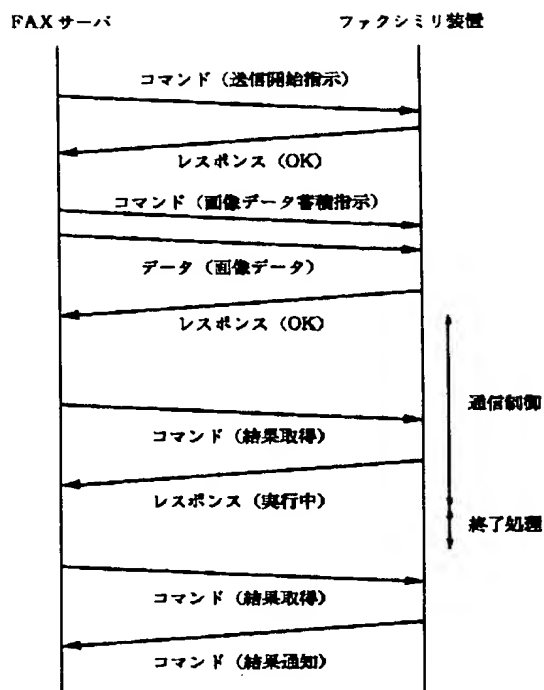 FAXサーバ
ファクシミリ装置
コマンド（送信開始指示）
レスポンス（OK）
コマンド（画像データ蓄積指示）
データ（画像データ）
レスポンス（OK）
通信制御
コマンド（結果取得）
レスポンス（実行中）
終了処理
コマンド（結果取得）
コマンド（結果通知）